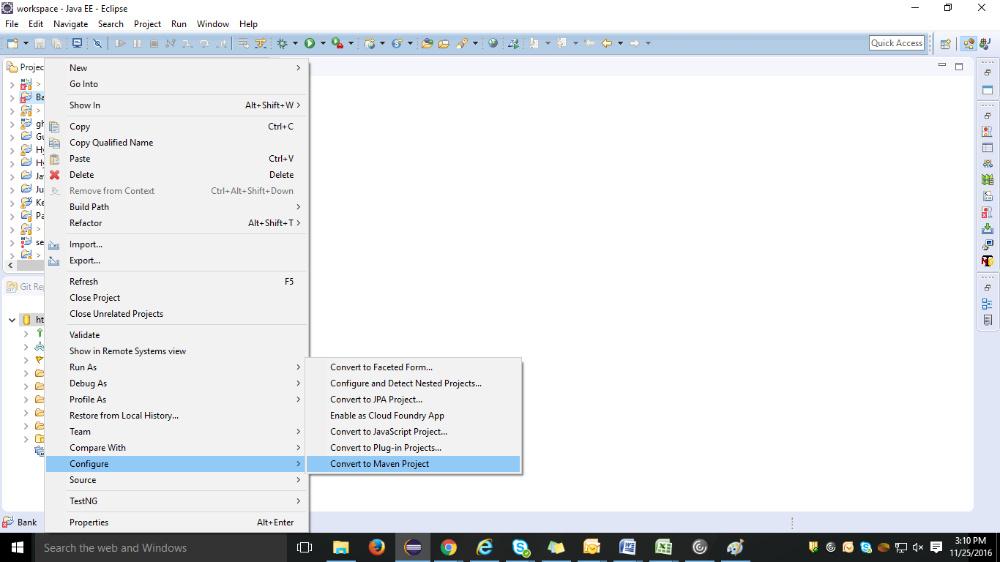 workspace - Java EE - Eclipse
File Edit Navigate Search Project Run Window Help
Quick Access
Projec
>
Ba
>
gh
Gu
Hy
Hy
Ja
Ju
Ke
Pa
>
se
>
Git Rep
GIT
ht
New
Go Into
Show In Alt+Shift+W
Copy Ctrl+C
Copy Qualified Name
Paste Ctrl+V
Delete Delete
Remove from Context Ctrl+Alt+Shift+Down
Build Path
Refactor Alt+Shift+T
Import...
Export...
Refresh F5
Close Project
Close Unrelated Projects
Validate
Show in Remote Systems view
Run As
Debug As
Profile As
Restore from Local History...
Team
Compare With
Configure
Source
TestNG
Properties Alt+Enter
Convert to Faceted Form...
Configure and Detect Nested Projects...
Convert to JPA Project...
Enable as Cloud Foundry App
Convert to JavaScript Project...
Convert to Plug-in Projects...
Convert to Maven Project
Bank
Search the web and Windows
3:10 PM
11/25/2016